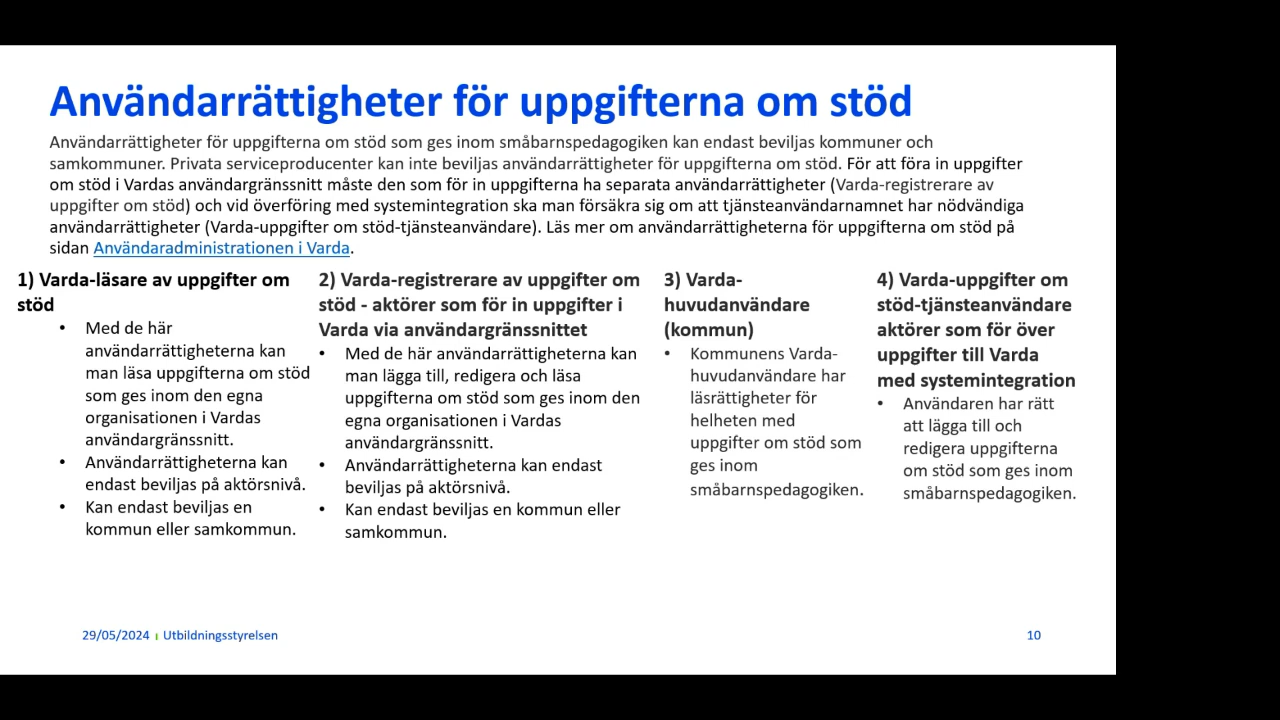 Användarrättigheter för uppgifterna om stöd
Användarrättigheter för uppgifterna om stöd som ges inom småbarnspedagogiken kan endast beviljas kommuner och
samkommuner. Privata serviceproducenter kan inte beviljas användarrättigheter för uppgifterna om stöd. För att föra in uppgifter
om stöd i Vardas användargränssnitt måste den som för in uppgifterna ha separata användarrättigheter (Varda-registrerare av
uppgifter om stöd) och vid överföring med systemintegration ska man försäkra sig om att tjänsteanvändarnamnet har nödvändiga
användarrättigheter (Varda-uppgifter om stöd-tjänsteanvändare). Läs mer om användarrättigheterna för uppgifterna om stöd på
sidan Användaradministrationen i Varda.
1) Varda-läsare av uppgifter om
stöd
• Med de här
användarrättigheterna kan
man läsa uppgifterna om stöd
som ges inom den egna
organisationen i Vardas
användargränssnitt.
• Användarrättigheterna kan
endast beviljas på aktörsnivå.
• Kan endast beviljas en
kommun eller samkommun.
2) Varda-registrerare av uppgifter om
stöd - aktörer som för in uppgifter i
Varda via användargränssnittet
• Med de här användarrättigheterna kan
man lägga till, redigera och läsa
uppgifterna om stöd som ges inom den
egna organisationen i Vardas
användargränssnitt.
• Användarrättigheterna kan endast
beviljas på aktörsnivå.
• Kan endast beviljas en kommun eller
samkommun.
3) Varda-
huvudanvändare
(kommun)
• Kommunens Varda-
huvudanvändare har
läsrättigheter för
helheten med
uppgifter om stöd som
ges inom
småbarnspedagogiken.
4) Varda-uppgifter om
stöd-tjänsteanvändare
aktörer som för över
uppgifter till Varda
med systemintegration
• Användaren har rätt
att lägga till och
redigera uppgifterna
om stöd som ges inom
småbarnspedagogiken.
29/05/2024 ı Utbildningsstyrelsen
10